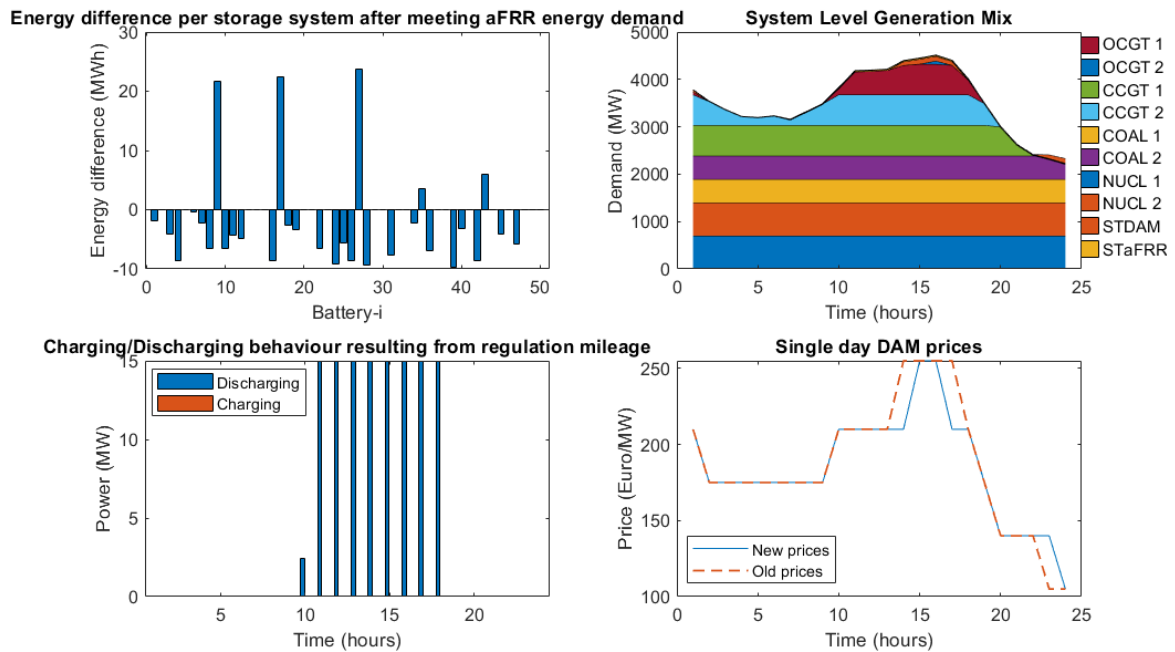 Energy difference per storage system after meeting aFRR energy demand
Energy difference (MWh)
30
20
10
0
-10
0
10
20
30
40
50
Battery-i
System Level Generation Mix
Demand (MW)
5000
4000
3000
2000
1000
0
0
5
10
15
20
25
Time (hours)
OCGT 1
OCGT 2
CCGT 1
CCGT 2
COAL 1
COAL 2
NUCL 1
NUCL 2
STDAM
STaFRR
Charging/Discharging behaviour resulting from regulation mileage
Power (MW)
15
10
5
0
Discharging
Charging
5
10
15
20
Time (hours)
Single day DAM prices
Price (Euro/MW)
250
200
150
100
New prices
Old prices
0
5
10
15
20
25
Time (hours)